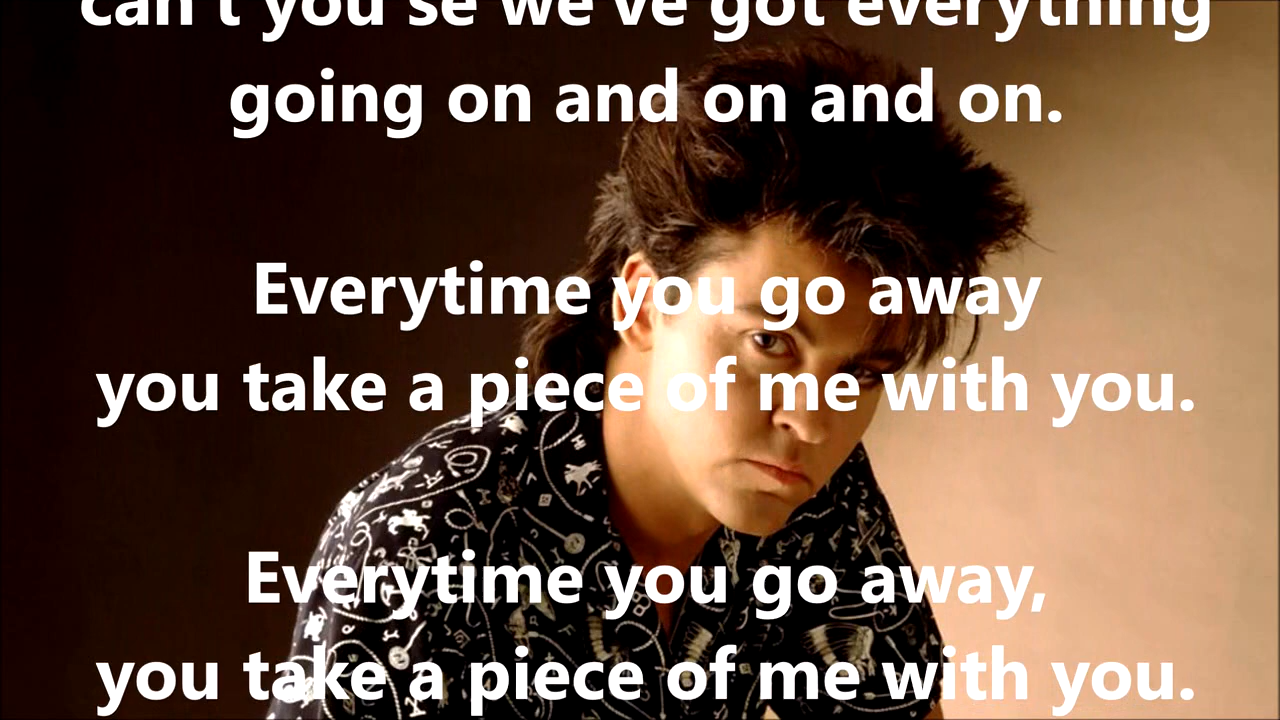 can't you se we've got everything
going on and on and on.
Everytime you go away
you take a piece of me with you.
Everytime you go away,
you take a piece of me with you.